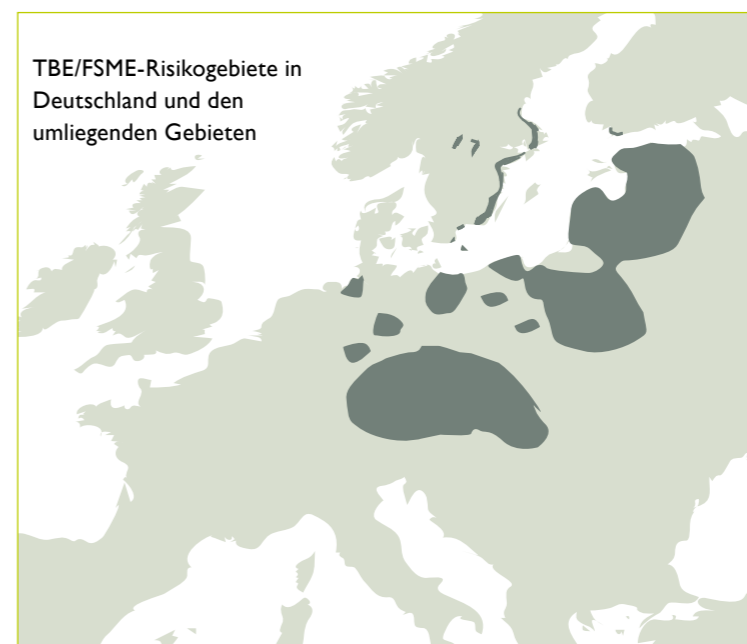 TBE/FSME-Risikogebiete in
Deutschland und den
umliegenden Gebieten